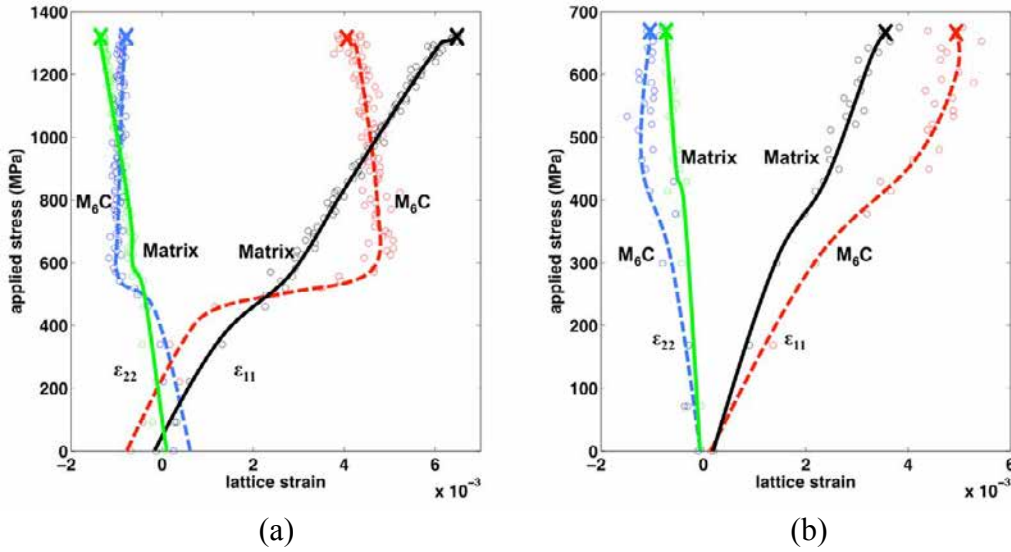 1400
1200
1000
800
600
400
200
0
applied stress (MPa)
M₆C
Matrix
Matrix
M₆C
ε₂₂
ε₁₁
−2
0
2
4
6
lattice strain
x 10⁻³
(a)
700
600
500
400
300
200
100
0
applied stress (MPa)
Matrix
Matrix
M₆C
M₆C
ε₂₂
ε₁₁
−2
0
2
4
6
lattice strain
x 10⁻³
(b)